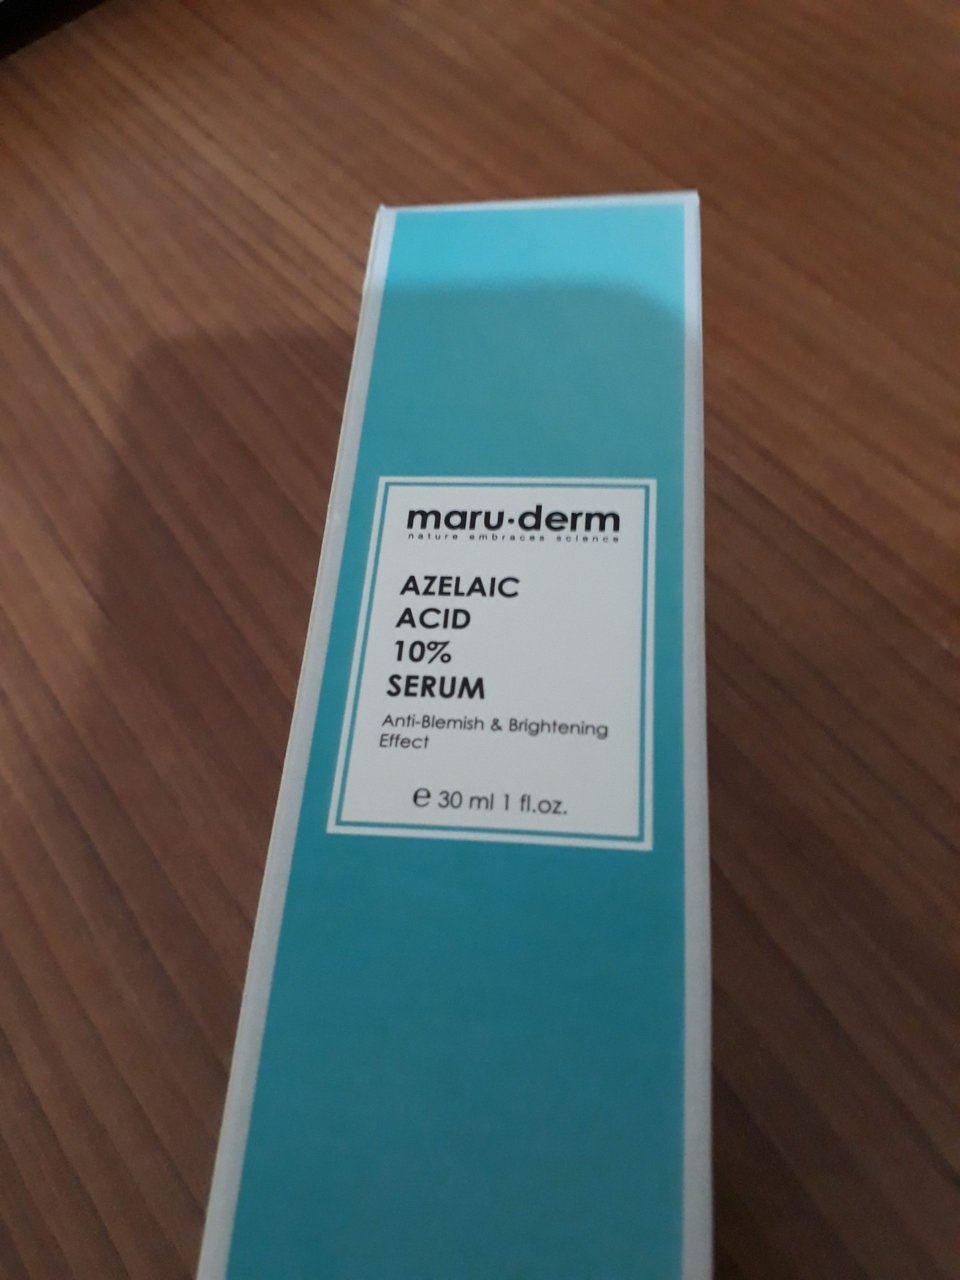 maru·derm
nature embraces science
AZELAIC
ACID
10%
SERUM
Anti-Blemish & Brightening
Effect
℮ 30 ml 1 fl.oz.